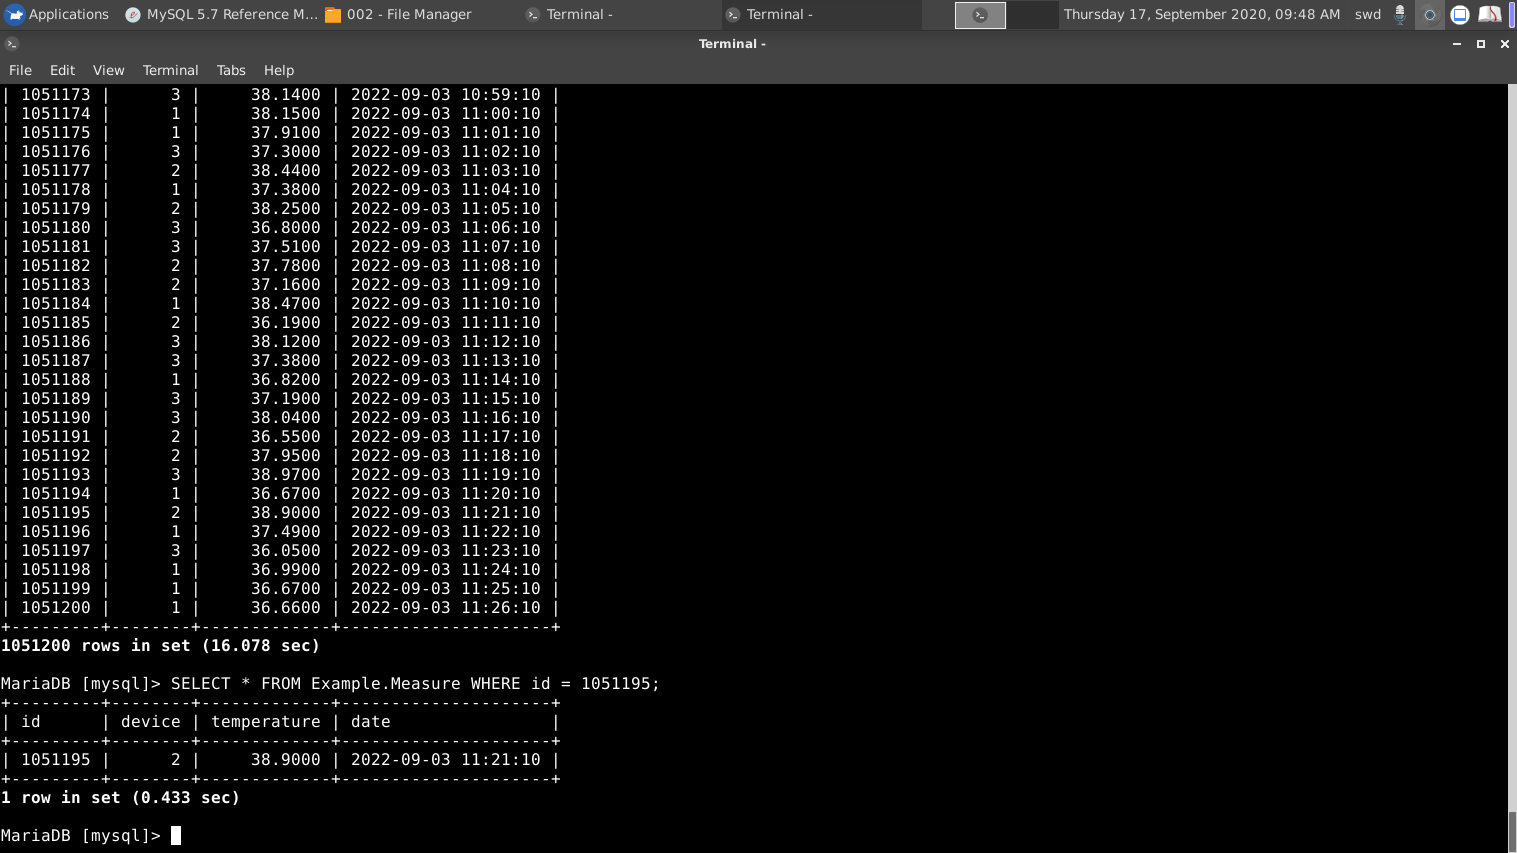 Applications MySQL 5.7 Reference M... 002 - File Manager Terminal - Terminal - Thursday 17, September 2020, 09:48 AM swd
Terminal -
File Edit View Terminal Tabs Help
| 1051173 | 3 | 38.1400 | 2022-09-03 10:59:10 |
| 1051174 | 1 | 38.1500 | 2022-09-03 11:00:10 |
| 1051175 | 1 | 37.9100 | 2022-09-03 11:01:10 |
| 1051176 | 3 | 37.3000 | 2022-09-03 11:02:10 |
| 1051177 | 2 | 38.4400 | 2022-09-03 11:03:10 |
| 1051178 | 1 | 37.3800 | 2022-09-03 11:04:10 |
| 1051179 | 2 | 38.2500 | 2022-09-03 11:05:10 |
| 1051180 | 3 | 36.8000 | 2022-09-03 11:06:10 |
| 1051181 | 3 | 37.5100 | 2022-09-03 11:07:10 |
| 1051182 | 2 | 37.7800 | 2022-09-03 11:08:10 |
| 1051183 | 2 | 37.1600 | 2022-09-03 11:09:10 |
| 1051184 | 1 | 38.4700 | 2022-09-03 11:10:10 |
| 1051185 | 2 | 36.1900 | 2022-09-03 11:11:10 |
| 1051186 | 3 | 38.1200 | 2022-09-03 11:12:10 |
| 1051187 | 3 | 37.3800 | 2022-09-03 11:13:10 |
| 1051188 | 1 | 36.8200 | 2022-09-03 11:14:10 |
| 1051189 | 3 | 37.1900 | 2022-09-03 11:15:10 |
| 1051190 | 3 | 38.0400 | 2022-09-03 11:16:10 |
| 1051191 | 2 | 36.5500 | 2022-09-03 11:17:10 |
| 1051192 | 2 | 37.9500 | 2022-09-03 11:18:10 |
| 1051193 | 3 | 38.9700 | 2022-09-03 11:19:10 |
| 1051194 | 1 | 36.6700 | 2022-09-03 11:20:10 |
| 1051195 | 2 | 38.9000 | 2022-09-03 11:21:10 |
| 1051196 | 1 | 37.4900 | 2022-09-03 11:22:10 |
| 1051197 | 3 | 36.0500 | 2022-09-03 11:23:10 |
| 1051198 | 1 | 36.9900 | 2022-09-03 11:24:10 |
| 1051199 | 1 | 36.6700 | 2022-09-03 11:25:10 |
| 1051200 | 1 | 36.6600 | 2022-09-03 11:26:10 |
+---------+--------+-------------+---------------------+
1051200 rows in set (16.078 sec)
MariaDB [mysql]> SELECT * FROM Example.Measure WHERE id = 1051195;
+---------+--------+-------------+---------------------+
| id | device | temperature | date |
+---------+--------+-------------+---------------------+
| 1051195 | 2 | 38.9000 | 2022-09-03 11:21:10 |
+---------+--------+-------------+---------------------+
1 row in set (0.433 sec)
MariaDB [mysql]>